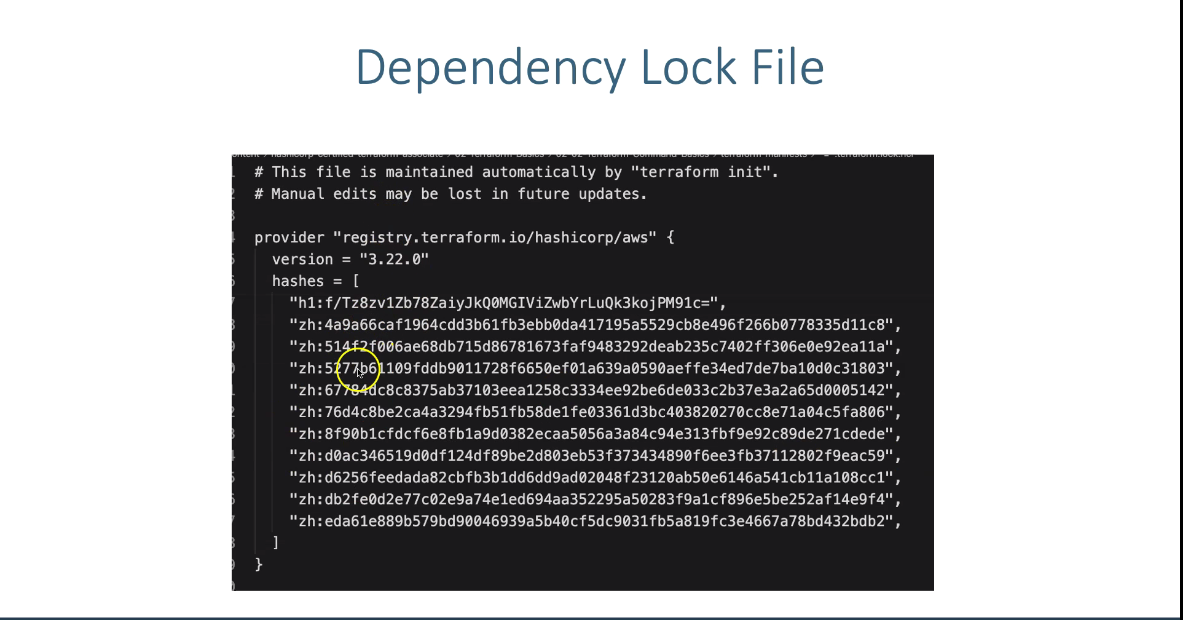 Dependency Lock File
# This file is maintained automatically by "terraform init".
# Manual edits may be lost in future updates.
provider "registry.terraform.io/hashicorp/aws" {
version = "3.22.0"
hashes = [
"h1:f/Tz8zv1Zb78ZaiyJkQ0MGIViZwbYrLuQk3kojPM91c=",
"zh:4a9a66caf1964cdd3b61fb3ebb0da417195a5529cb8e496f266b0778335d11c8",
"zh:514f2f006ae68db715d86781673faf9483292deab235c7402ff306e0e92ea11a",
"zh:5277b61109fddb9011728f6650ef01a639a0590aeffe34ed7de7ba10d0c31803",
"zh:67784dc8c8375ab37103eea1258c3334ee92be6de033c2b37e3a2a65d0005142",
"zh:76d4c8be2ca4a3294fb51fb58de1fe03361d3bc403820270cc8e71a04c5fa806",
"zh:8f90b1cfdcf6e8fb1a9d0382ecaa5056a3a84c94e313fbf9e92c89de271cdede",
"zh:d0ac346519d0df124df89be2d803eb53f373434890f6ee3fb37112802f9eac59",
"zh:d6256feedada82cbfb3b1dd6dd9ad02048f23120ab50e6146a541cb11a108cc1",
"zh:db2fe0d2e77c02e9a74e1ed694aa352295a50283f9a1cf896e5be252af14e9f4",
"zh:eda61e889b579bd90046939a5b40cf5dc9031fb5a819fc3e4667a78bd432bdb2",
]
}